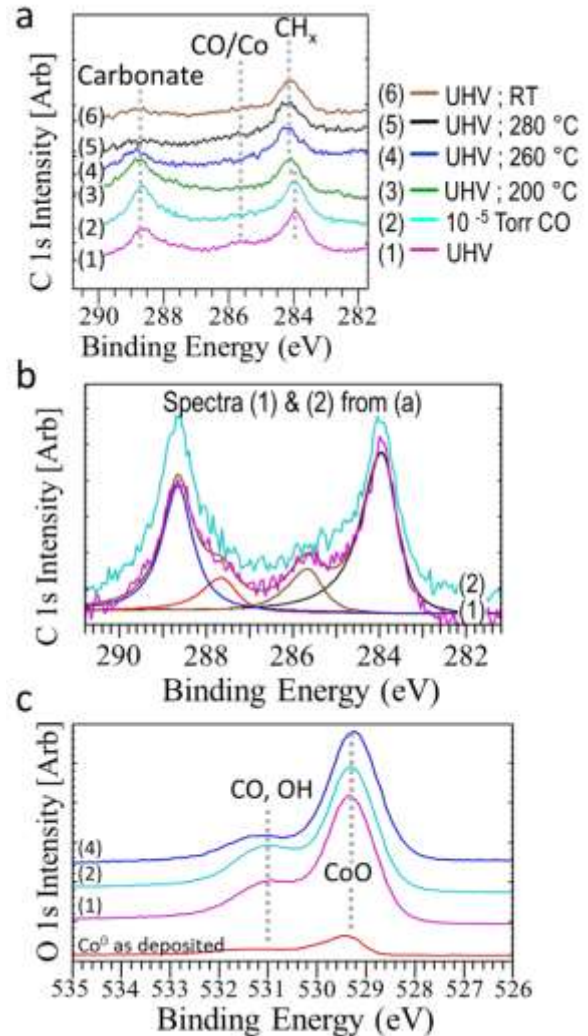 a
CO/Co
CHx
Carbonate
(6)
(5)
(4)
(3)
(2)
(1)
C 1s Intensity [Arb]
290 288 286 284 282
Binding Energy (eV)
(6) UHV ; RT
(5) UHV ; 280 °C
(4) UHV ; 260 °C
(3) UHV ; 200 °C
(2) 10 -5 Torr CO
(1) UHV
b
Spectra (1) & (2) from (a)
C 1s Intensity [Arb]
(2)
(1)
290 288 286 284 282
Binding Energy (eV)
c
CO, OH
CoO
(4)
(2)
(1)
Co⁰ as deposited
O 1s Intensity [Arb]
535 534 533 532 531 530 529 528 527 526
Binding Energy (eV)